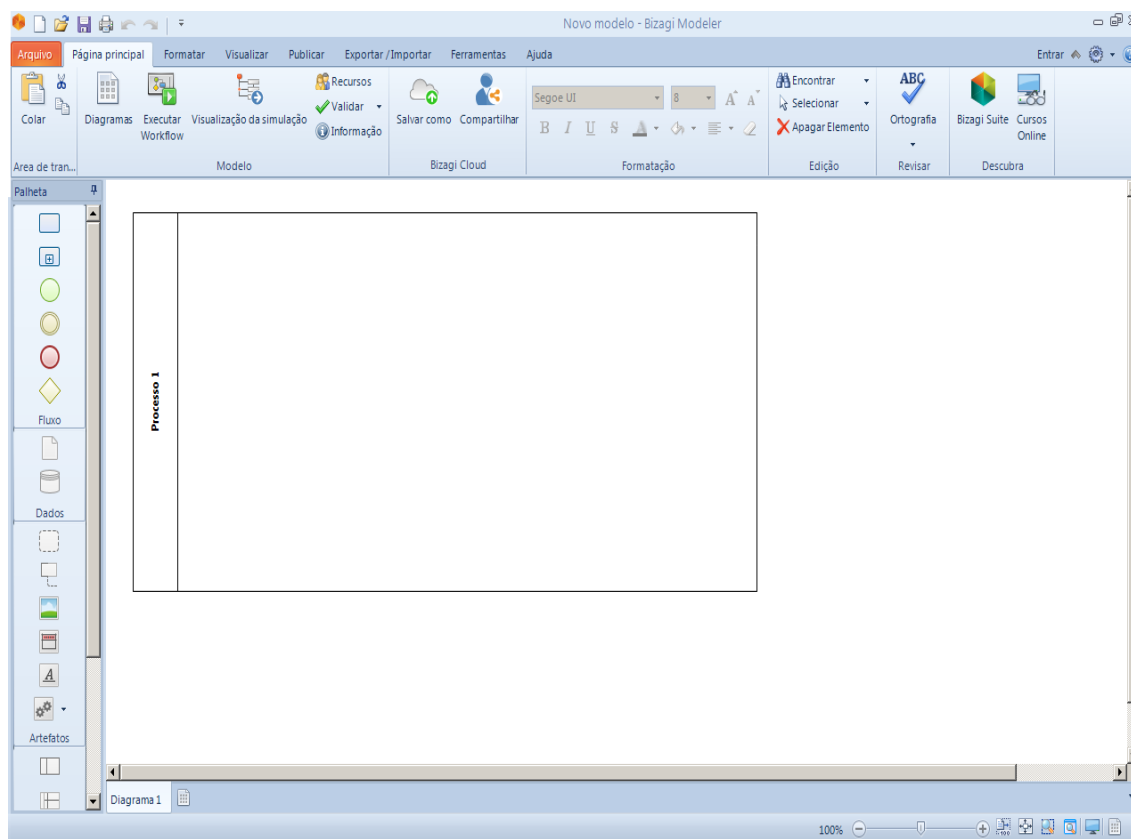 Novo modelo - Bizagi Modeler
Arquivo Página principal Formatar Visualizar Publicar Exportar /Importar Ferramentas Ajuda Entrar
Colar
Diagramas
Executar
Workflow
Visualização da simulação
Recursos
Validar
Informação
Salvar como
Compartilhar
Segoe UI
8
A A
B I U S A
Encontrar
Selecionar
Apagar Elemento
ABC
Ortografia
Bizagi Suite
Cursos
Online
Area de tran... Modelo Bizagi Cloud Formatação Edição Revisar Descubra
Palheta
Fluxo
Dados
A
Artefatos
Processo 1
Diagrama 1
100%